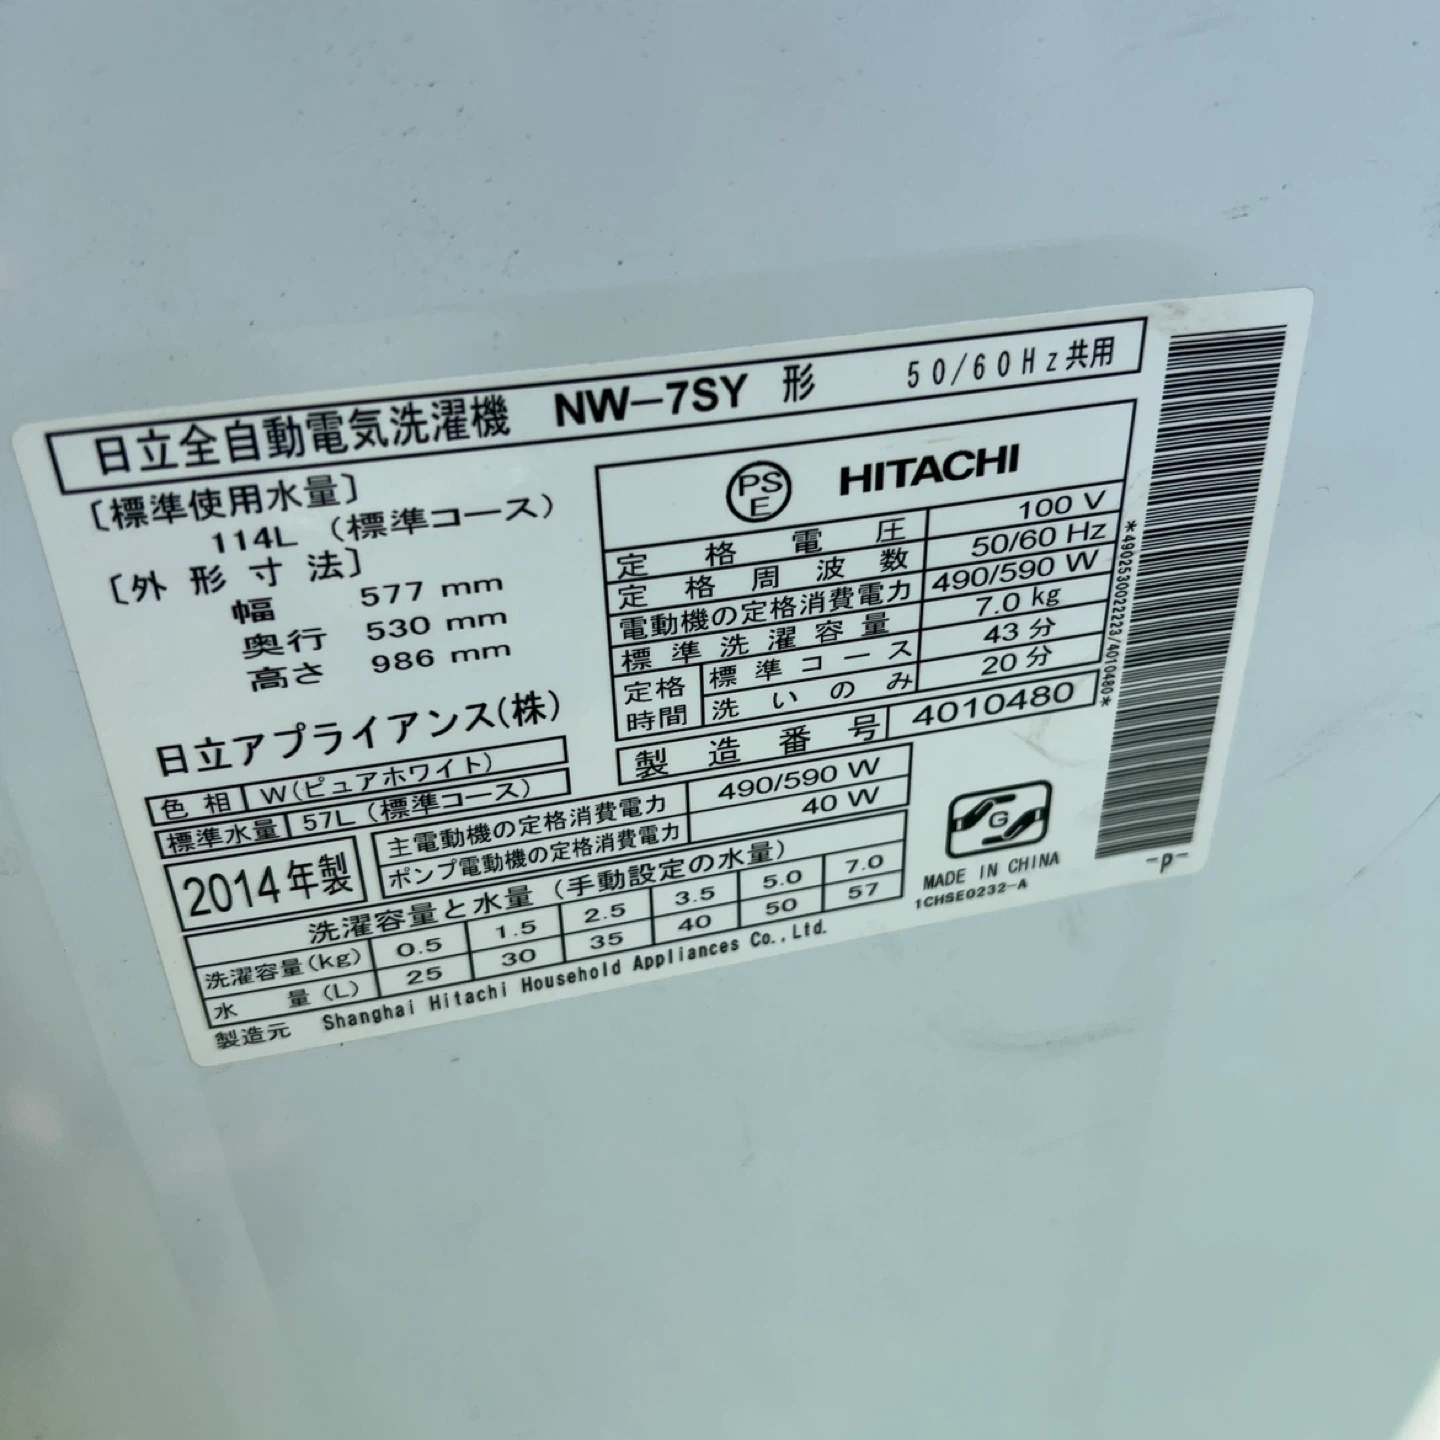 日立全自動電気洗濯機 NW-7SY 形 50/60Hz共用
〔標準使用水量〕
114L (標準コース)
〔外形寸法〕
幅 577 mm
奥行 530 mm
高さ 986 mm
日立アプライアンス(株)
色相 W(ピュアホワイト)
標準水量 57L (標準コース)
2014年製
PS
E
HITACHI
定格電圧 100 V
定格周波数 50/60 Hz
電動機の定格消費電力 490/590 W
標準洗濯容量 7.0 kg
定格時間 標準コース 43 分
洗いのみ 20 分
製造番号 4010480
主電動機の定格消費電力 490/590 W
ポンプ電動機の定格消費電力 40 W
洗濯容量と水量 (手動設定の水量)
洗濯容量(kg) 0.5 1.5 2.5 3.5 5.0 7.0
水量(L) 25 30 35 40 50 57
製造元 Shanghai Hitachi Household Appliances Co.,Ltd.
G
MADE IN CHINA
1CHSE0232-A
*4902530022223/4010480*
-P-